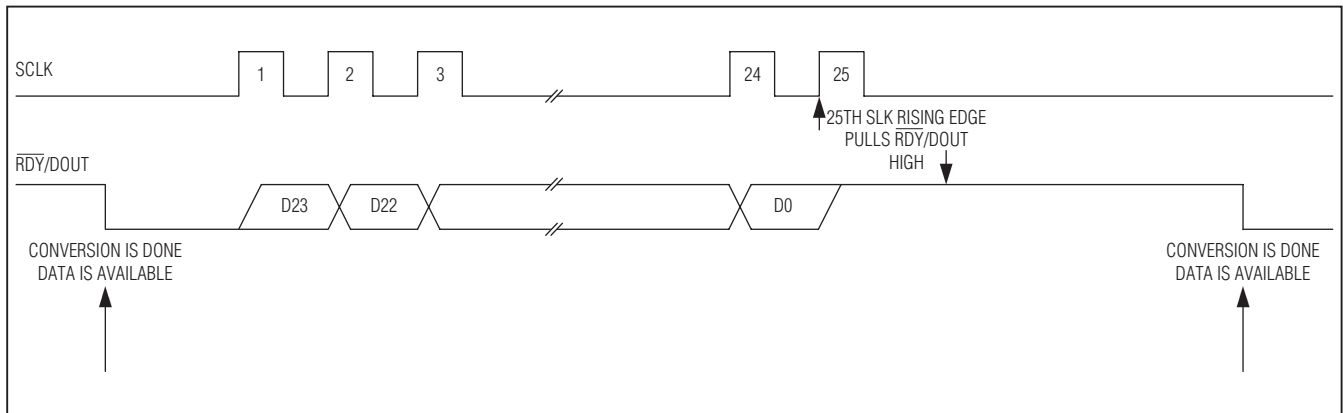 SCLK
1
2
3
24
25
25TH SLK RISING EDGE
PULLS RDY/DOUT
HIGH
RDY/DOUT
D23
D22
D0
CONVERSION IS DONE
DATA IS AVAILABLE
CONVERSION IS DONE
DATA IS AVAILABLE